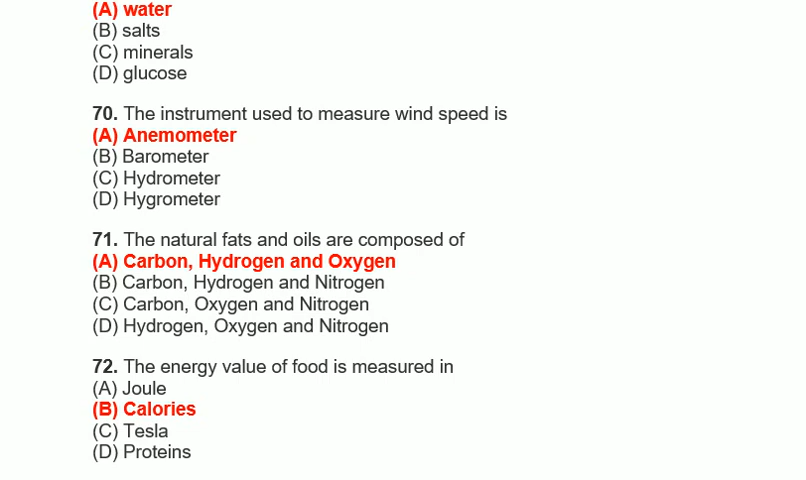 (A) water
(B) salts
(C) minerals
(D) glucose
70. The instrument used to measure wind speed is
(A) Anemometer
(B) Barometer
(C) Hydrometer
(D) Hygrometer
71. The natural fats and oils are composed of
(A) Carbon, Hydrogen and Oxygen
(B) Carbon, Hydrogen and Nitrogen
(C) Carbon, Oxygen and Nitrogen
(D) Hydrogen, Oxygen and Nitrogen
72. The energy value of food is measured in
(A) Joule
(B) Calories
(C) Tesla
(D) Proteins